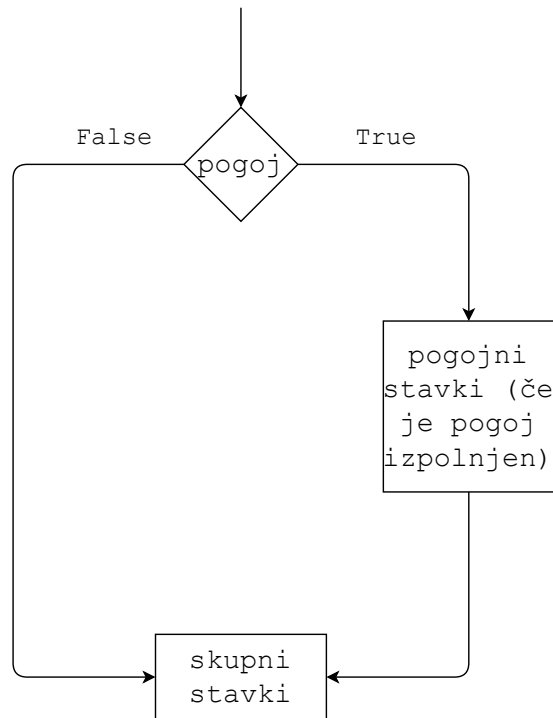 False
True
pogoj
pogojni
stavki (če
je pogoj
izpolnjen)
skupni
stavki